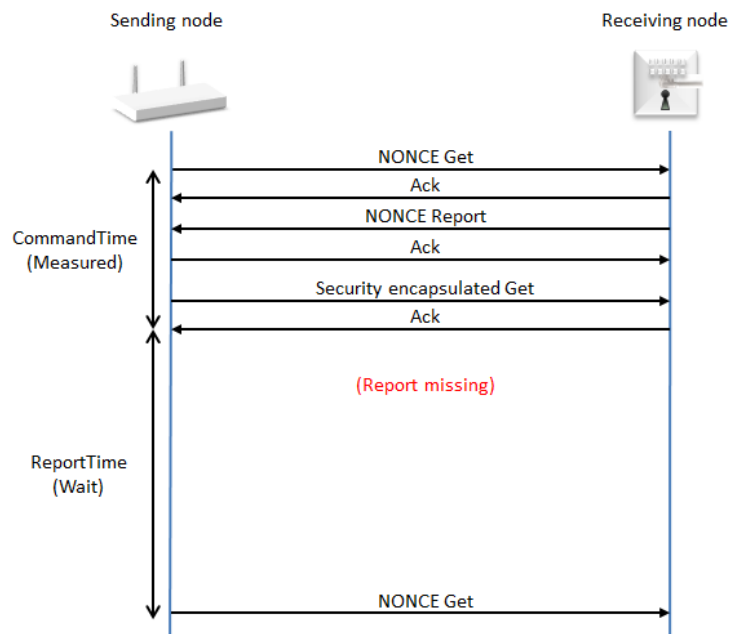 Sending node
Receiving node
NONCE Get
Ack
NONCE Report
CommandTime
(Measured)
Ack
Security encapsulated Get
Ack
(Report missing)
ReportTime
(Wait)
NONCE Get